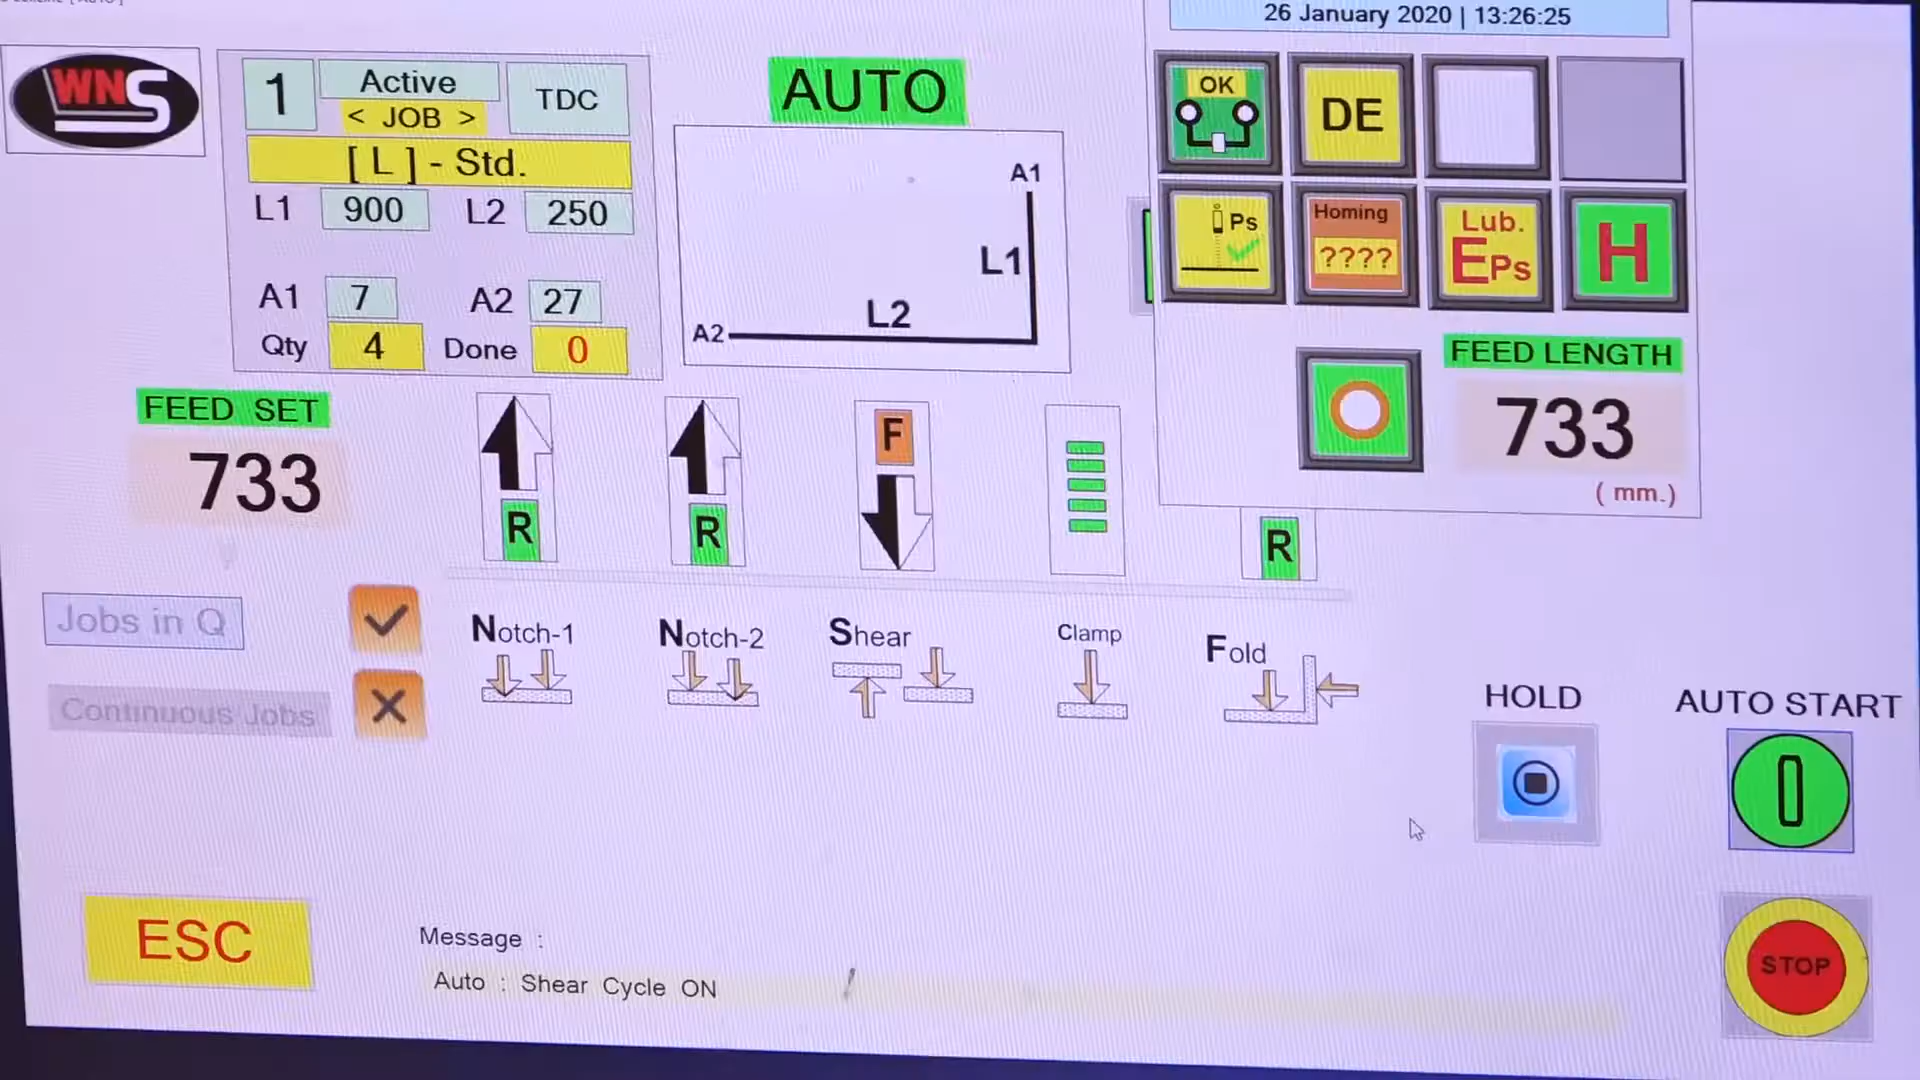 26 January 2020 | 13:26:25
WNS
1
Active
< JOB >
TDC
[ L ] - Std.
L1 900 L2 250
A1 7 A2 27
Qty 4 Done 0
AUTO
A1
L1
L2
A2
OK
DE
Ps
Homing
????
Lub.
EPs
H
FEED LENGTH
733
( mm.)
FEED SET
733
R
R
F
R
Jobs in Q
Continuous Jobs
Notch-1
Notch-2
Shear
Clamp
Fold
HOLD
AUTO START
ESC
Message :
Auto : Shear Cycle ON
STOP